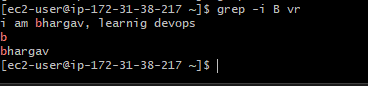 [ec2-user@ip-172-31-38-217 ~]$ grep -i B vr
i am bhargav, learnig devops
b
bhargav
[ec2-user@ip-172-31-38-217 ~]$